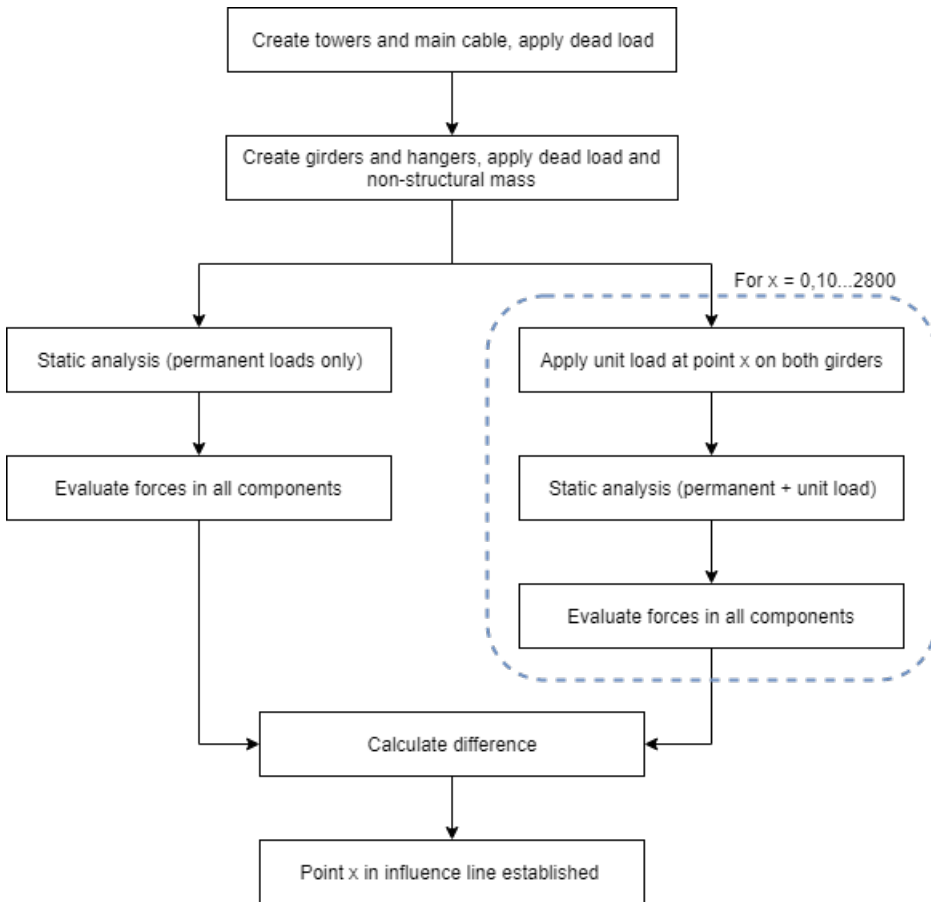 Create towers and main cable, apply dead load
Create girders and hangers, apply dead load and
non-structural mass
For x = 0,10...2800
Static analysis (permanent loads only)
Apply unit load at point x on both girders
Evaluate forces in all components
Static analysis (permanent + unit load)
Evaluate forces in all components
Calculate difference
Point x in influence line established